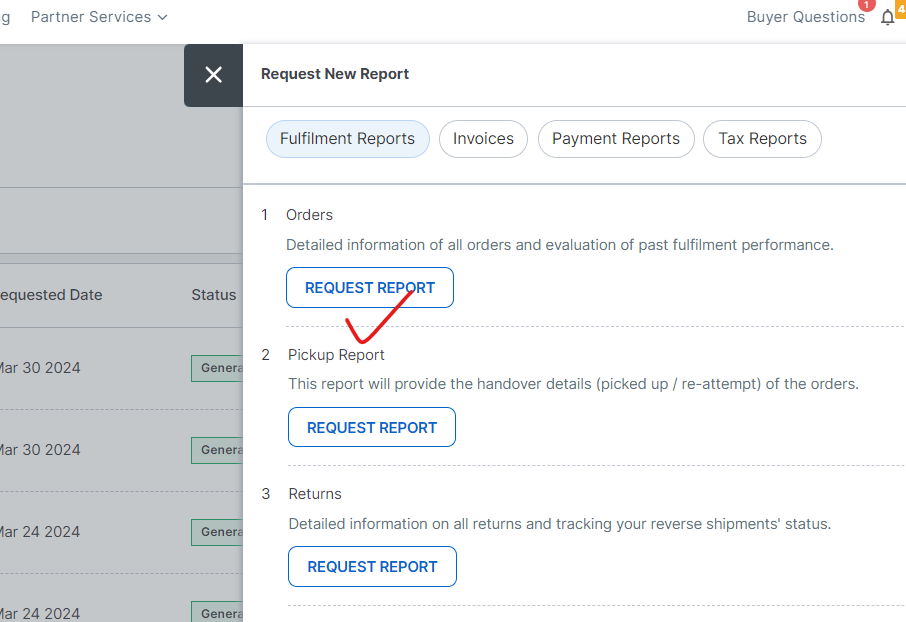 g Partner Services Buyer Questions 1 4
Request New Report
Fulfilment Reports Invoices Payment Reports Tax Reports
1 Orders
Detailed information of all orders and evaluation of past fulfilment performance.
REQUEST REPORT
equested Date Status
2 Pickup Report
Mar 30 2024 Genera
This report will provide the handover details (picked up / re-attempt) of the orders.
REQUEST REPORT
Mar 30 2024 Genera
3 Returns
Detailed information on all returns and tracking your reverse shipments' status.
Mar 24 2024 Genera
REQUEST REPORT
Mar 24 2024 Genera